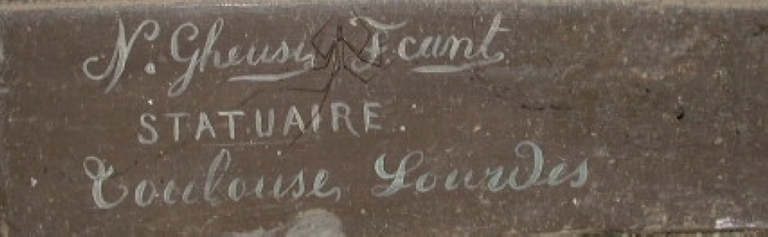 N. Gheusi Fcant
STATUAIRE.
Toulouse, Lourdes